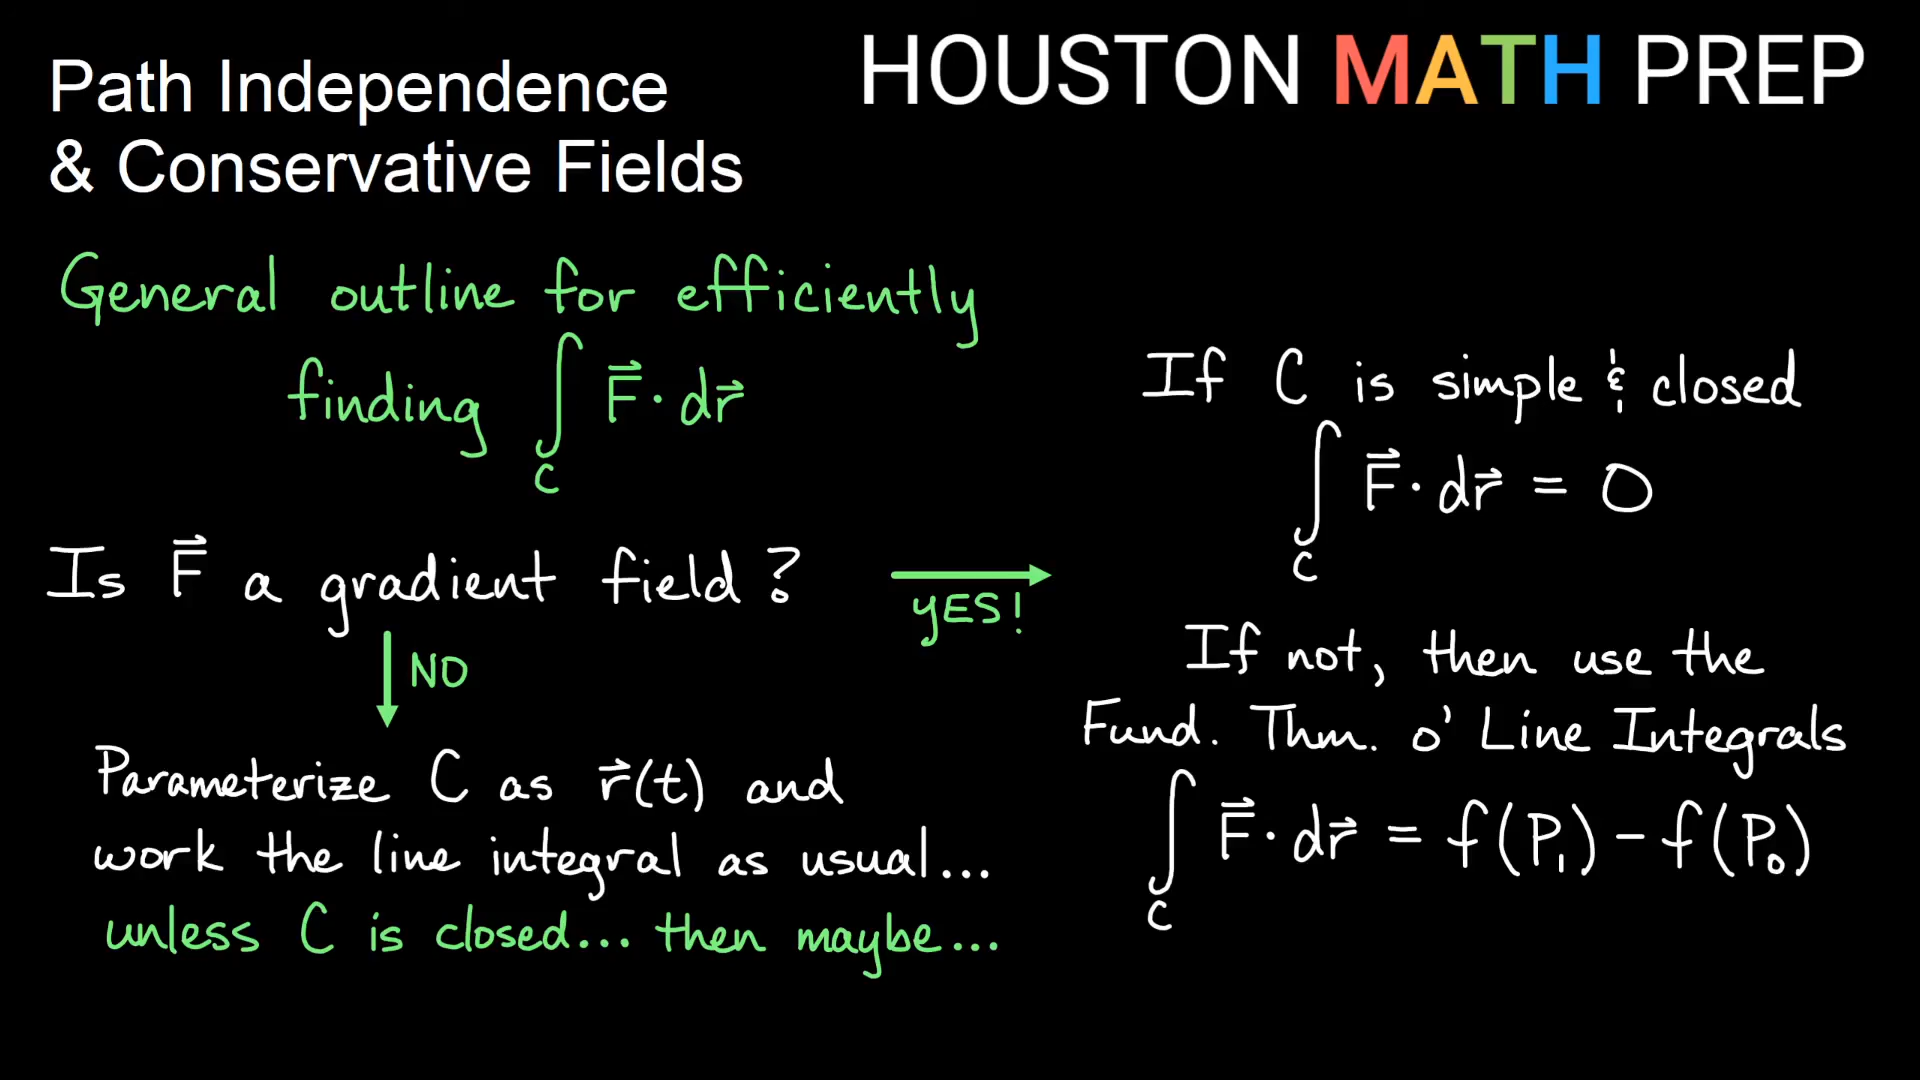 Path Independence
& Conservative Fields
HOUSTON MATH PREP
General outline for efficiently
finding ∫_C F⃗ · dr⃗
Is F⃗ a gradient field?
YES!
NO
Parameterize C as r⃗(t) and
work the line integral as usual...
unless C is closed... then maybe...
If C is simple & closed
∫_C F⃗ · dr⃗ = 0
If not, then use the
Fund. Thm. o' Line Integrals
∫_C F⃗ · dr⃗ = f(P₁) - f(P₀)